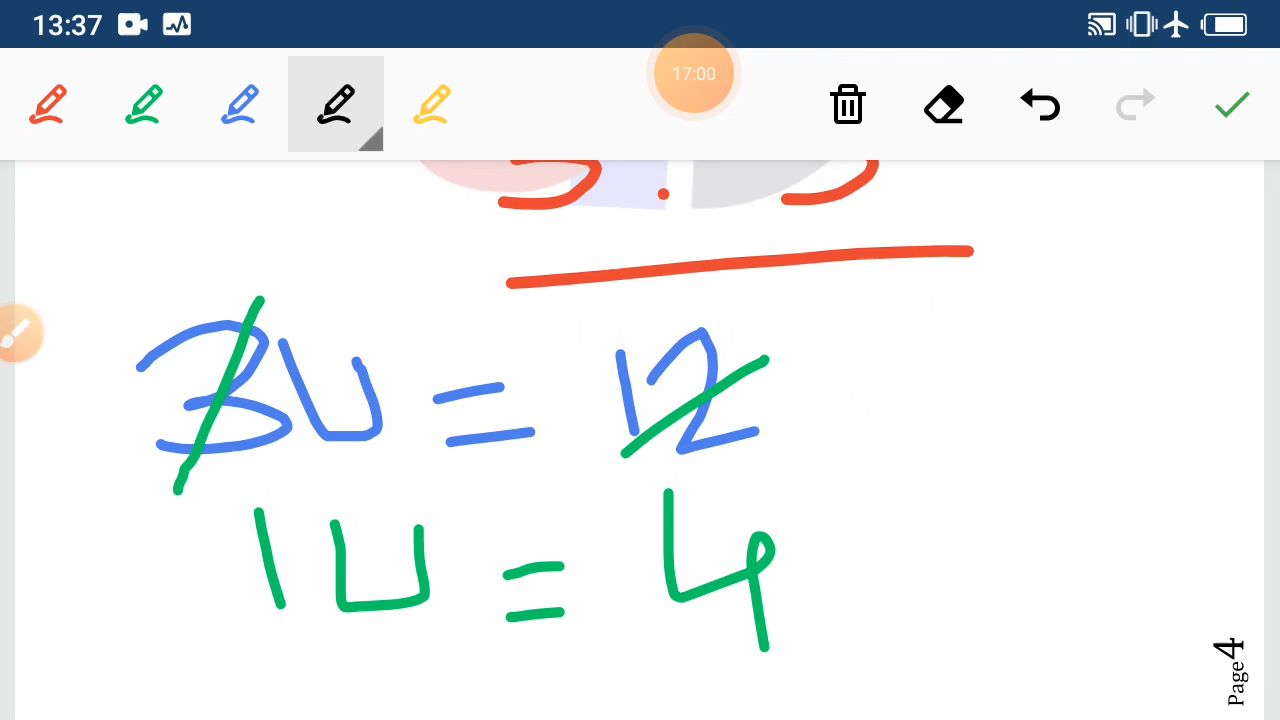 13:37
17:00
3U = 12
1U = 4
Page 4